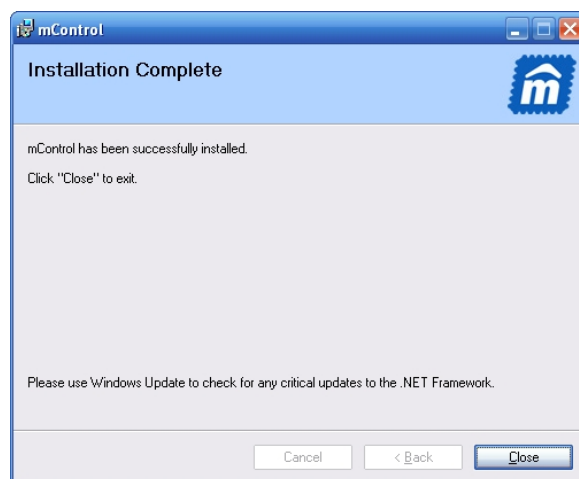 mControl
Installation Complete
m
mControl has been successfully installed.
Click "Close" to exit.
Please use Windows Update to check for any critical updates to the .NET Framework.
Cancel
< Back
Close